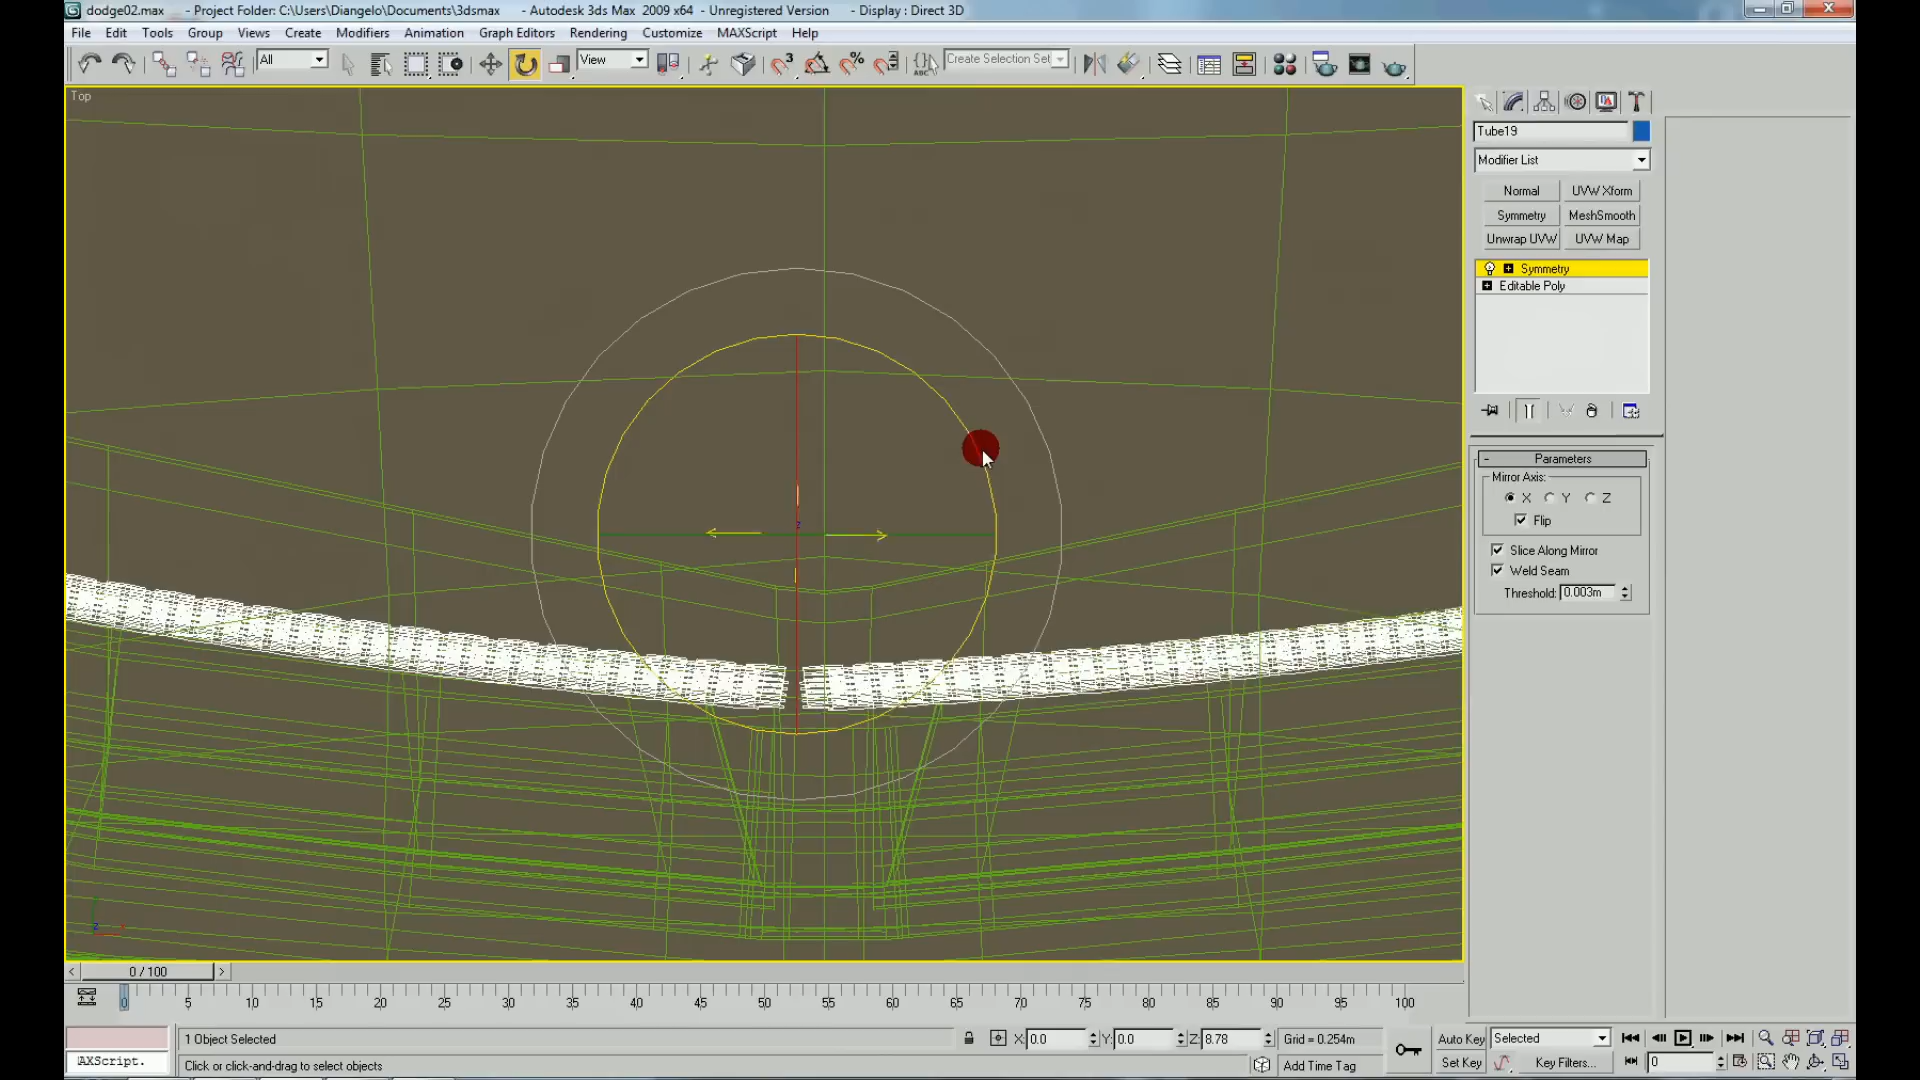 dodge02.max - Project Folder: C:\Users\Diangelo\Documents\3dsmax - Autodesk 3ds Max 2009 x64 - Unregistered Version - Display : Direct 3D
File Edit Tools Group Views Create Modifiers Animation Graph Editors Rendering Customize MAXScript Help
All View 3 Create Selection Set
Top
Tube19
Modifier List
Normal UVW Xform
Symmetry MeshSmooth
Unwrap UVW UVW Map
Symmetry
Editable Poly
- Parameters
Mirror Axis:
X Y Z
Flip
Slice Along Mirror
Weld Seam
Threshold: 0.003m
z
< 0 / 100 >
0 5 10 15 20 25 30 35 40 45 50 55 60 65 70 75 80 85 90 95 100
1 Object Selected X: 0.0 Y: 0.0 Z: 8.78 Grid = 0.254m Auto Key Selected
AXScript. Click or click-and-drag to select objects Add Time Tag Set Key Key Filters... 0